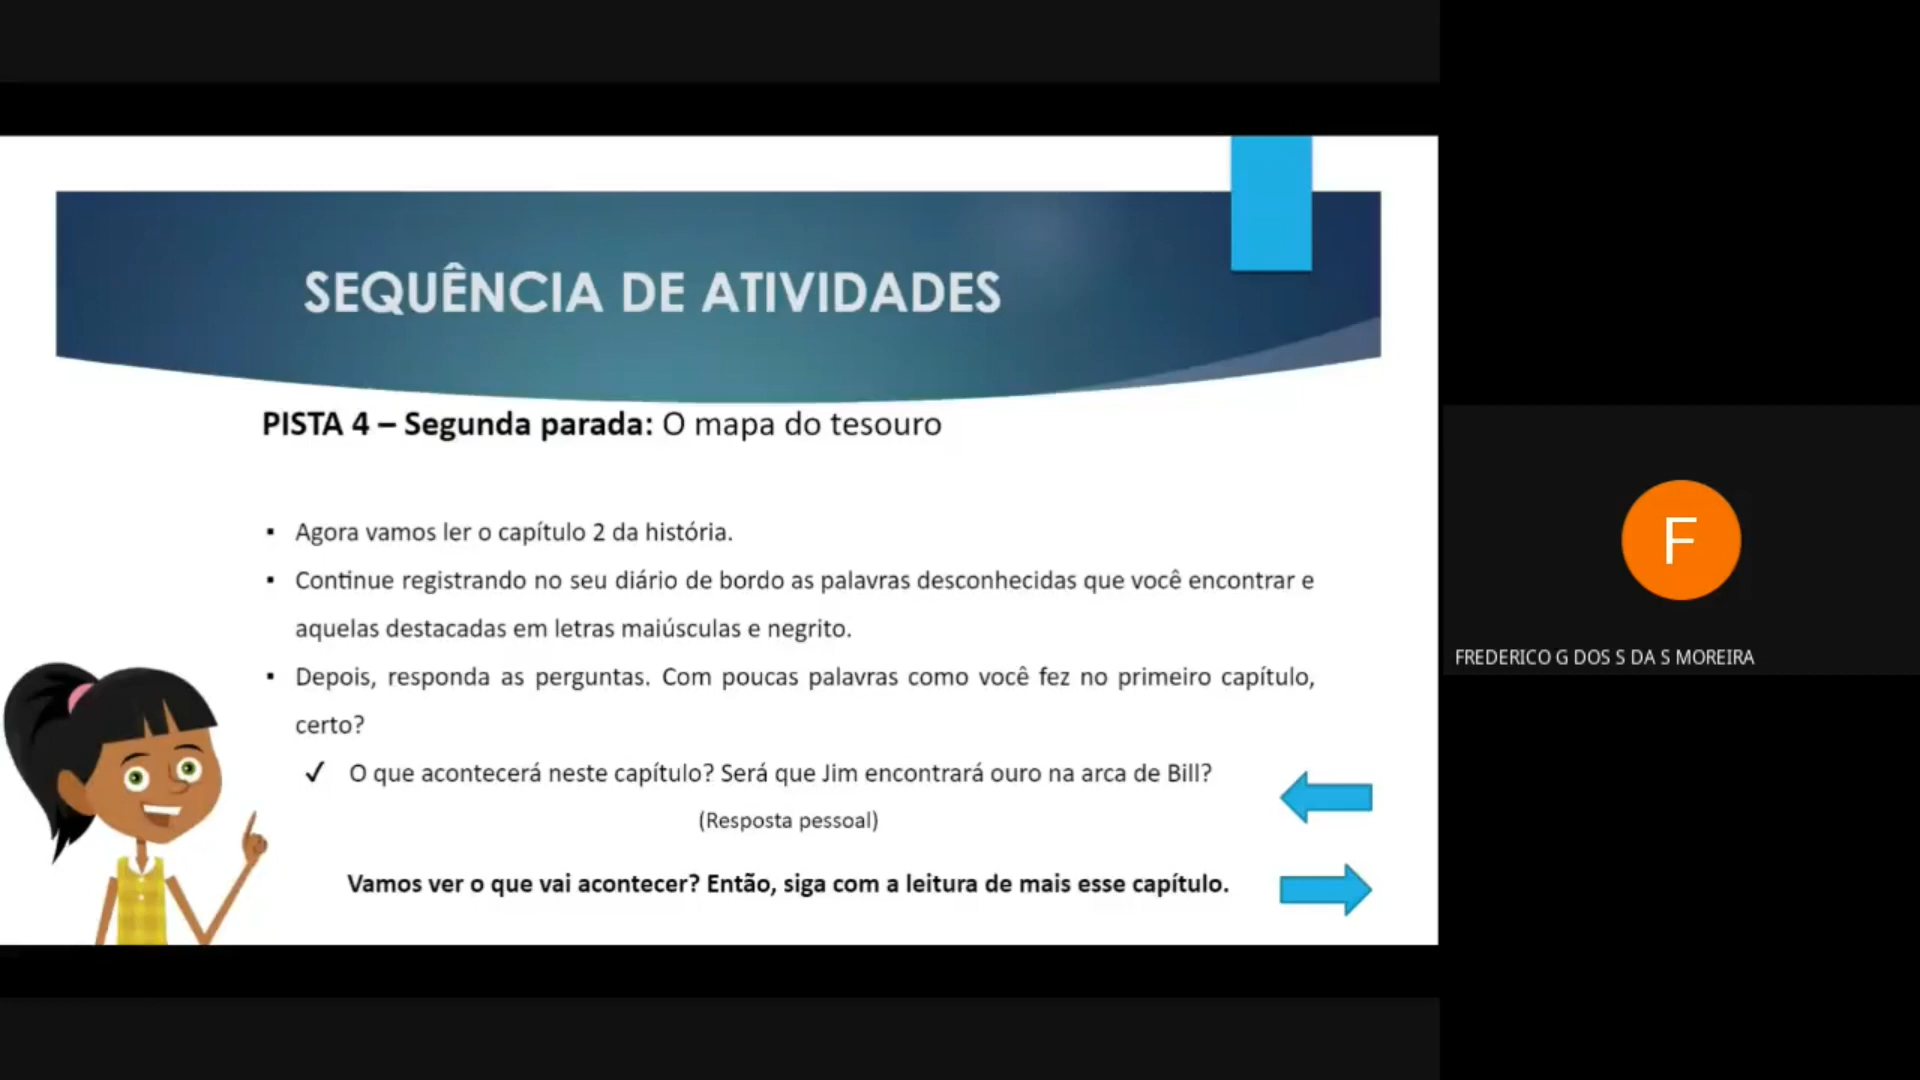 SEQUÊNCIA DE ATIVIDADES
PISTA 4 – Segunda parada: O mapa do tesouro
▪ Agora vamos ler o capítulo 2 da história.
▪ Continue registrando no seu diário de bordo as palavras desconhecidas que você encontrar e
aquelas destacadas em letras maiúsculas e negrito.
▪ Depois, responda as perguntas. Com poucas palavras como você fez no primeiro capítulo,
certo?
✓ O que acontecerá neste capítulo? Será que Jim encontrará ouro na arca de Bill?
(Resposta pessoal)
Vamos ver o que vai acontecer? Então, siga com a leitura de mais esse capítulo.
F
FREDERICO G DOS S DA S MOREIRA